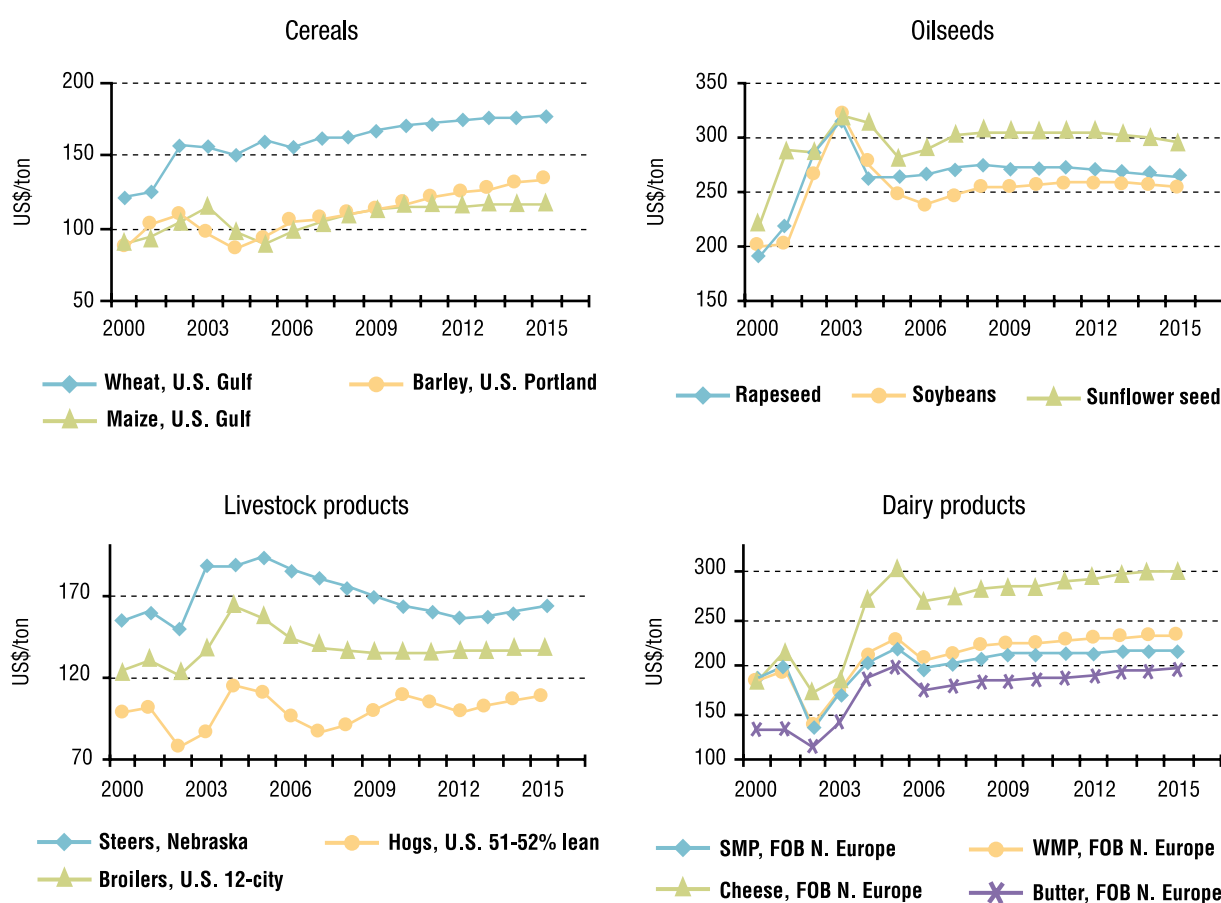 Cereals
US$/ton
200
150
100
50
2000 2003 2006 2009 2012 2015
Wheat, U.S. Gulf
Barley, U.S. Portland
Maize, U.S. Gulf
Oilseeds
US$/ton
350
300
250
200
150
2000 2003 2006 2009 2012 2015
Rapeseed
Soybeans
Sunflower seed
Livestock products
US$/ton
170
120
70
2000 2003 2006 2009 2012 2015
Steers, Nebraska
Hogs, U.S. 51-52% lean
Broilers, U.S. 12-city
Dairy products
US$/ton
300
250
200
150
100
2000 2003 2006 2009 2012 2015
SMP, FOB N. Europe
WMP, FOB N. Europe
Cheese, FOB N. Europe
Butter, FOB N. Europe